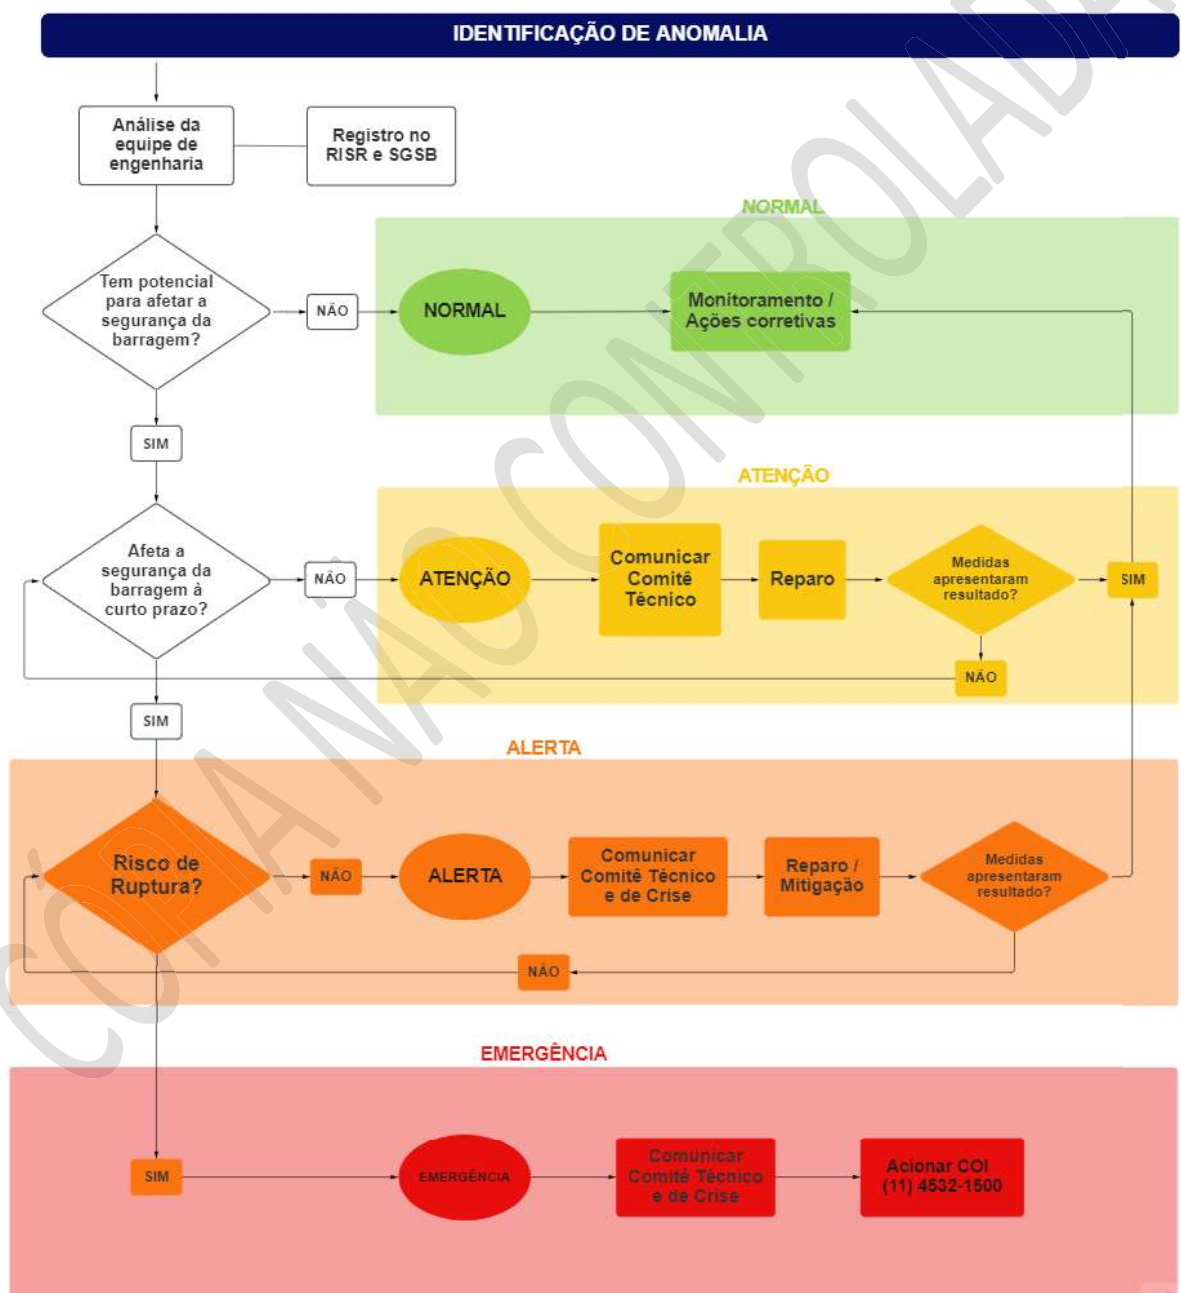 IDENTIFICAÇÃO DE ANOMALIA
Análise da
equipe de
engenharia
Registro no
RISR e SGSB
NORMAL
Tem potencial
para afetar a
segurança da
barragem?
NÃO
NORMAL
Monitoramento /
Ações corretivas
SIM
ATENÇÃO
Afeta a
segurança da
barragem à
curto prazo?
NÃO
ATENÇÃO
Comunicar
Comitê
Técnico
Reparo
Medidas
apresentaram
resultado?
SIM
NÃO
SIM
ALERTA
Risco de
Ruptura?
NÃO
ALERTA
Comunicar
Comitê Técnico
e de Crise
Reparo /
Mitigação
Medidas
apresentaram
resultado?
NÃO
EMERGÊNCIA
SIM
EMERGÊNCIA
Comunicar
Comitê Técnico
e de Crise
Acionar COI
(11) 4532-1500
CÓPIA NÃO CONTROLADA